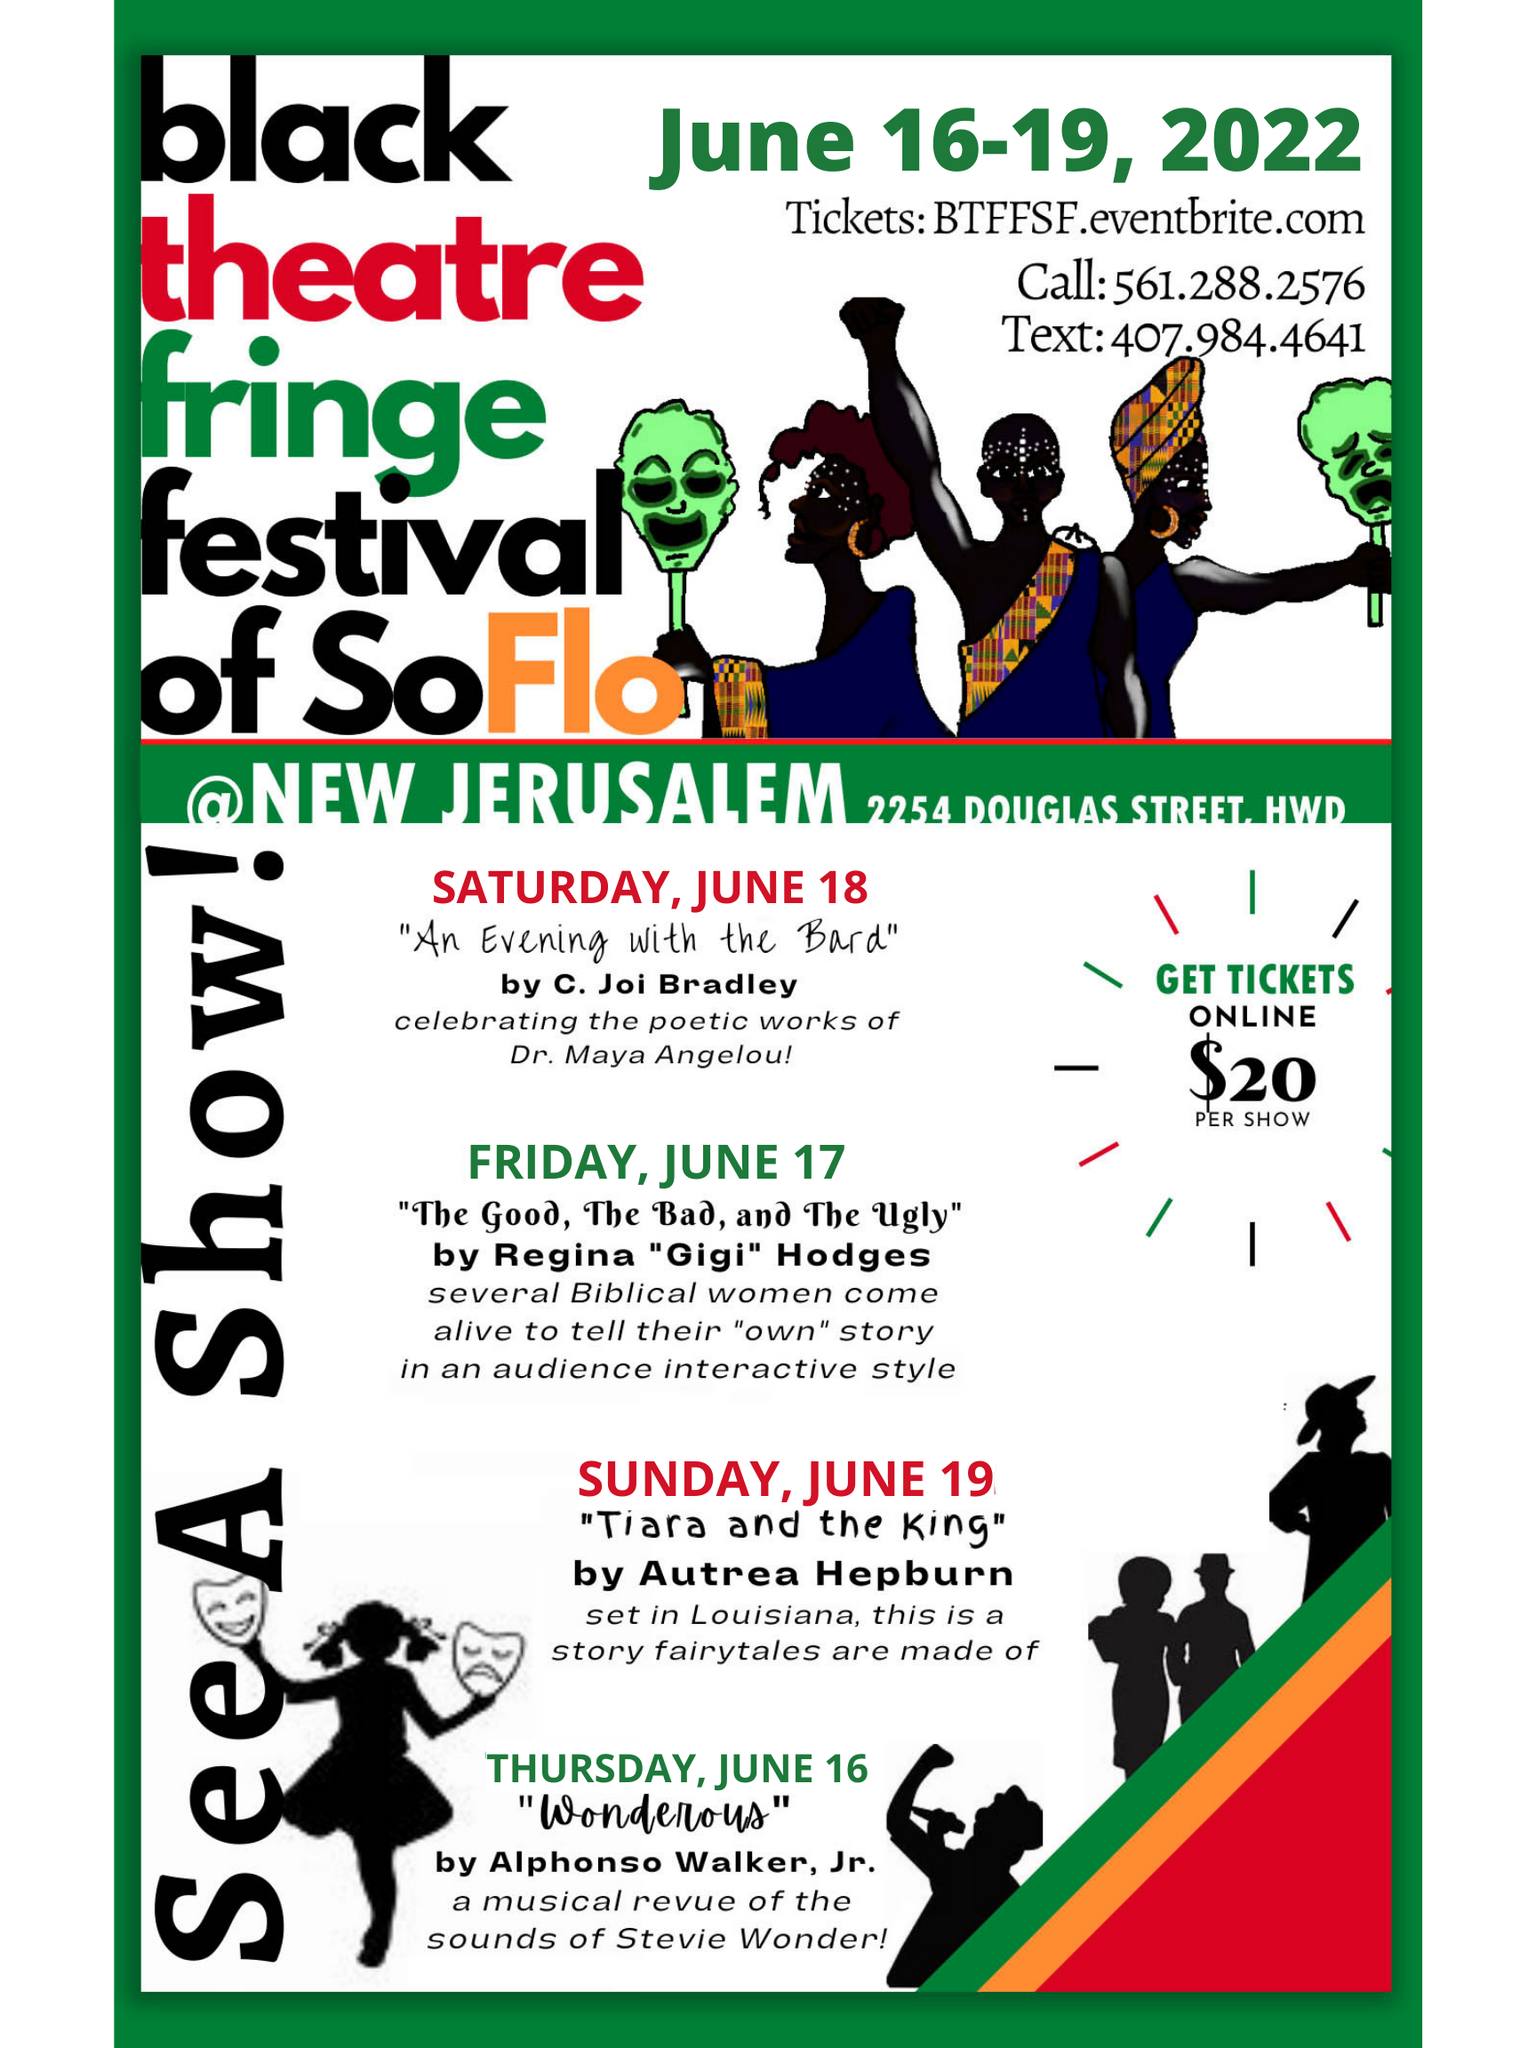 black
theatre
fringe
festival
of SoFlo
June 16-19, 2022
Tickets: BTFFSF.eventbrite.com
Call: 561.288.2576
Text: 407.984.4641
@NEW JERUSALEM 2254 DOUGLAS STREET, HWD
See A Show!
SATURDAY, JUNE 18
"An Evening with the Bard"
by C. Joi Bradley
celebrating the poetic works of
Dr. Maya Angelou!
GET TICKETS
ONLINE
$20
PER SHOW
FRIDAY, JUNE 17
"The Good, The Bad, and The Ugly"
by Regina "Gigi" Hodges
several Biblical women come
alive to tell their "own" story
in an audience interactive style
SUNDAY, JUNE 19
"Tiara and the King"
by Autrea Hepburn
set in Louisiana, this is a
story fairytales are made of
THURSDAY, JUNE 16
"Wonderous"
by Alphonso Walker, Jr.
a musical revue of the
sounds of Stevie Wonder!